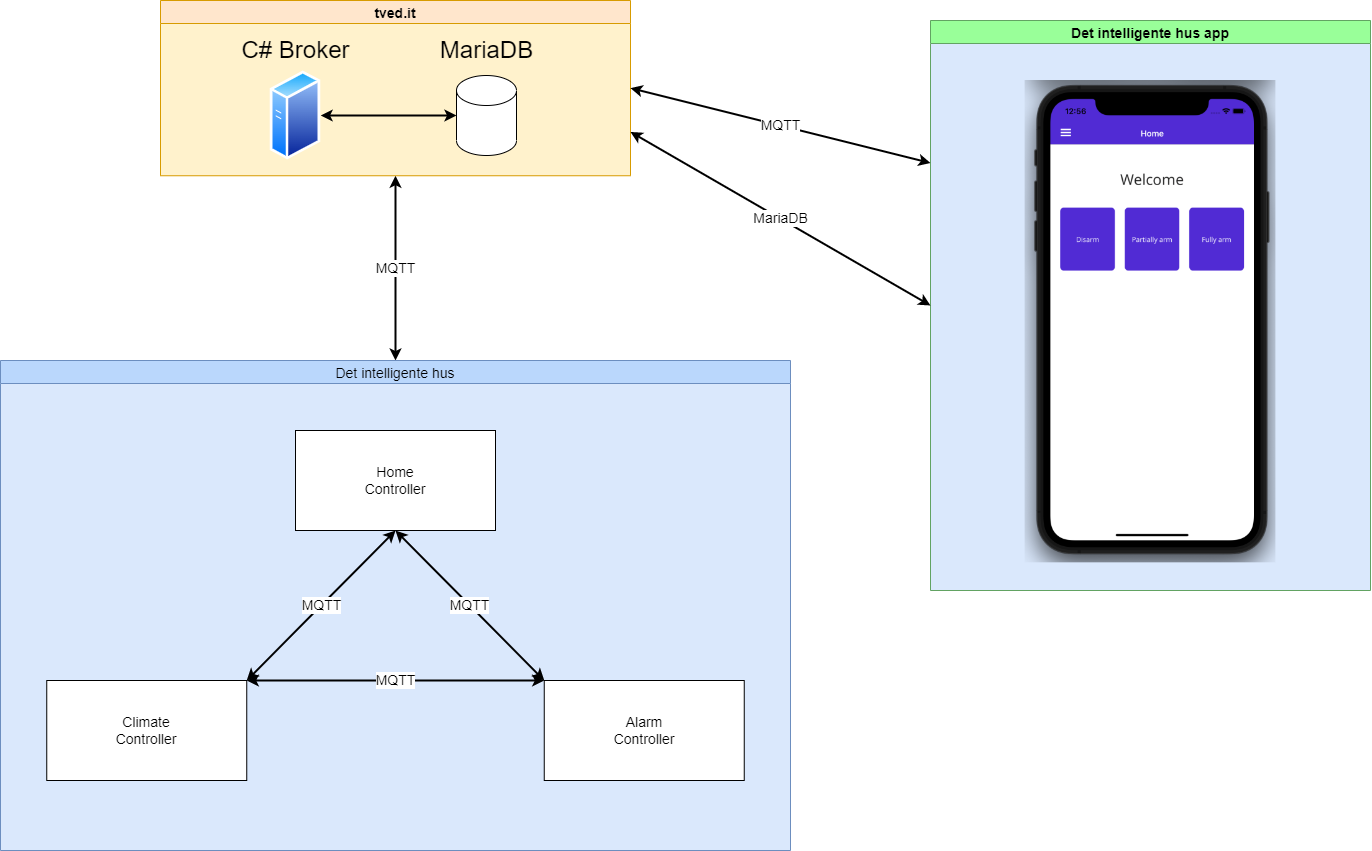 tved.it
C# Broker
MariaDB
MQTT
MariaDB
MQTT
Det intelligente hus app
12:56
Home
Welcome
Disarm
Partially arm
Fully arm
Det intelligente hus
Home
Controller
MQTT
MQTT
MQTT
Climate
Controller
Alarm
Controller